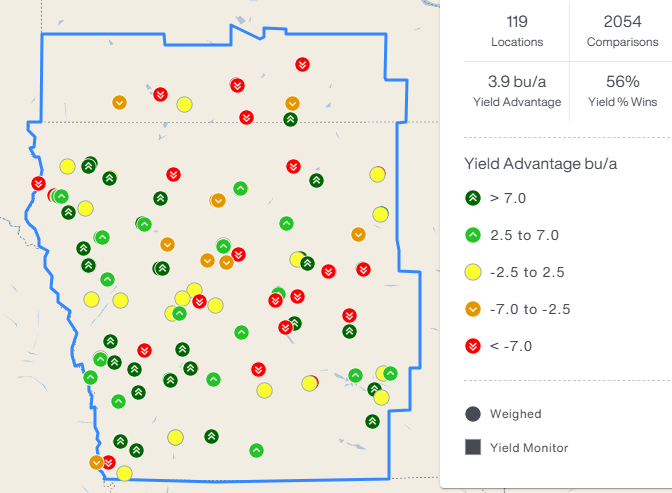 119
Locations
2054
Comparisons
3.9 bu/a
Yield Advantage
56%
Yield % Wins
Yield Advantage bu/a
> 7.0
2.5 to 7.0
-2.5 to 2.5
-7.0 to -2.5
< -7.0
Weighed
Yield Monitor